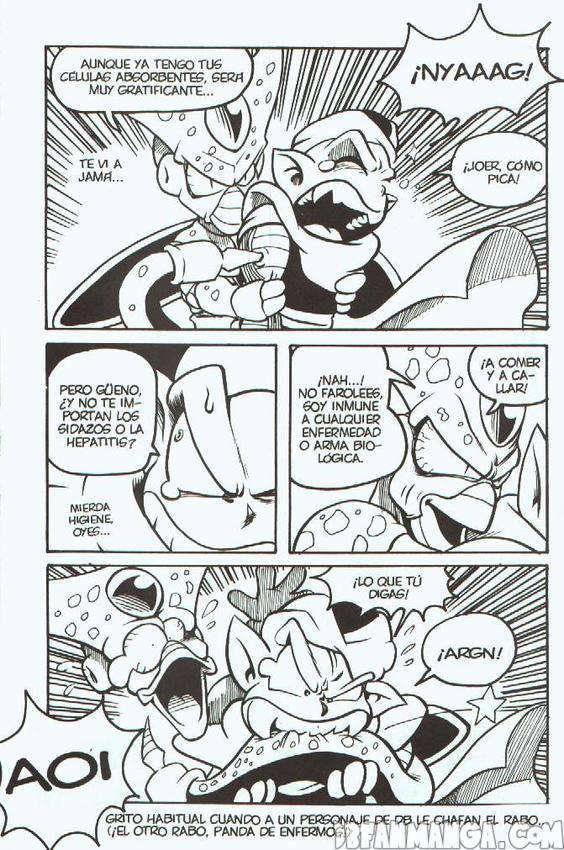 AUNQUE YA TENGO TUS
CÉLULAS ABSORBENTES, SERÁ
MUY GRATIFICANTE...
¡NYAAAG!
TE VI A
JAMÁ...
¡JOER, CÓMO
PICA!
PERO GÜENO,
¿Y NO TE IM-
PORTAN LOS
SIDAZOS O LA
HEPATITIS?
MIERDA
HIGIENE,
OYES...
¡NAH...!
NO FAROLEES,
SOY INMUNE
A CUALQUIER
ENFERMEDAD
O ARMA BIO-
LÓGICA.
¡A COMER
Y A CA-
LLAR!
¡LO QUE TÚ
DIGAS!
¡ARGN!
AOI
GRITO HABITUAL CUANDO A UN PERSONAJE DE DB LE CHAFAN EL RABO...
(¡EL OTRO RABO, PANDA DE
DBFANMANGA.COM